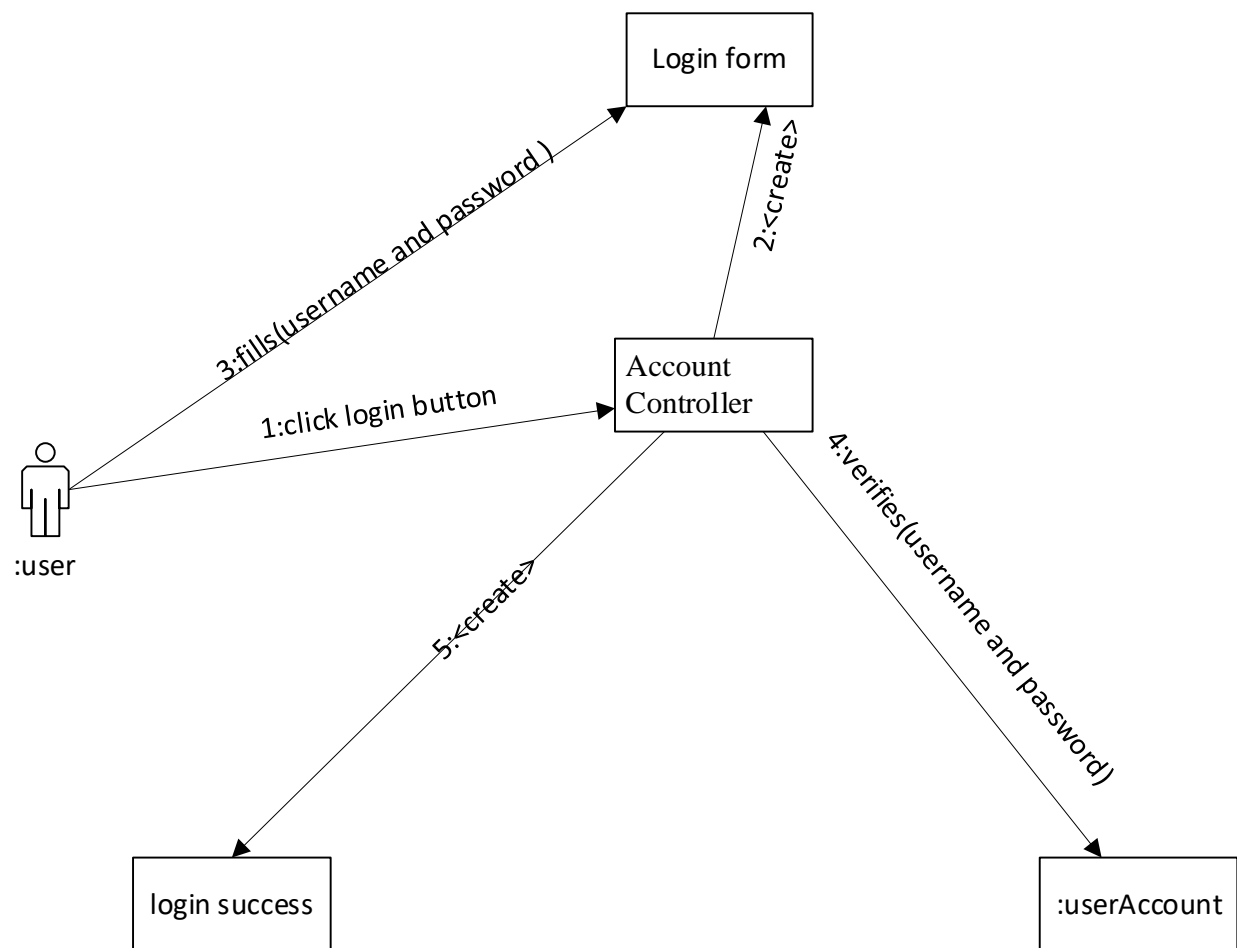 Login form
2:<create>
3:fills(username and password )
Account
Controller
1:click login button
4:verifies(username and password)
:user
5:<create>
login success
:userAccount